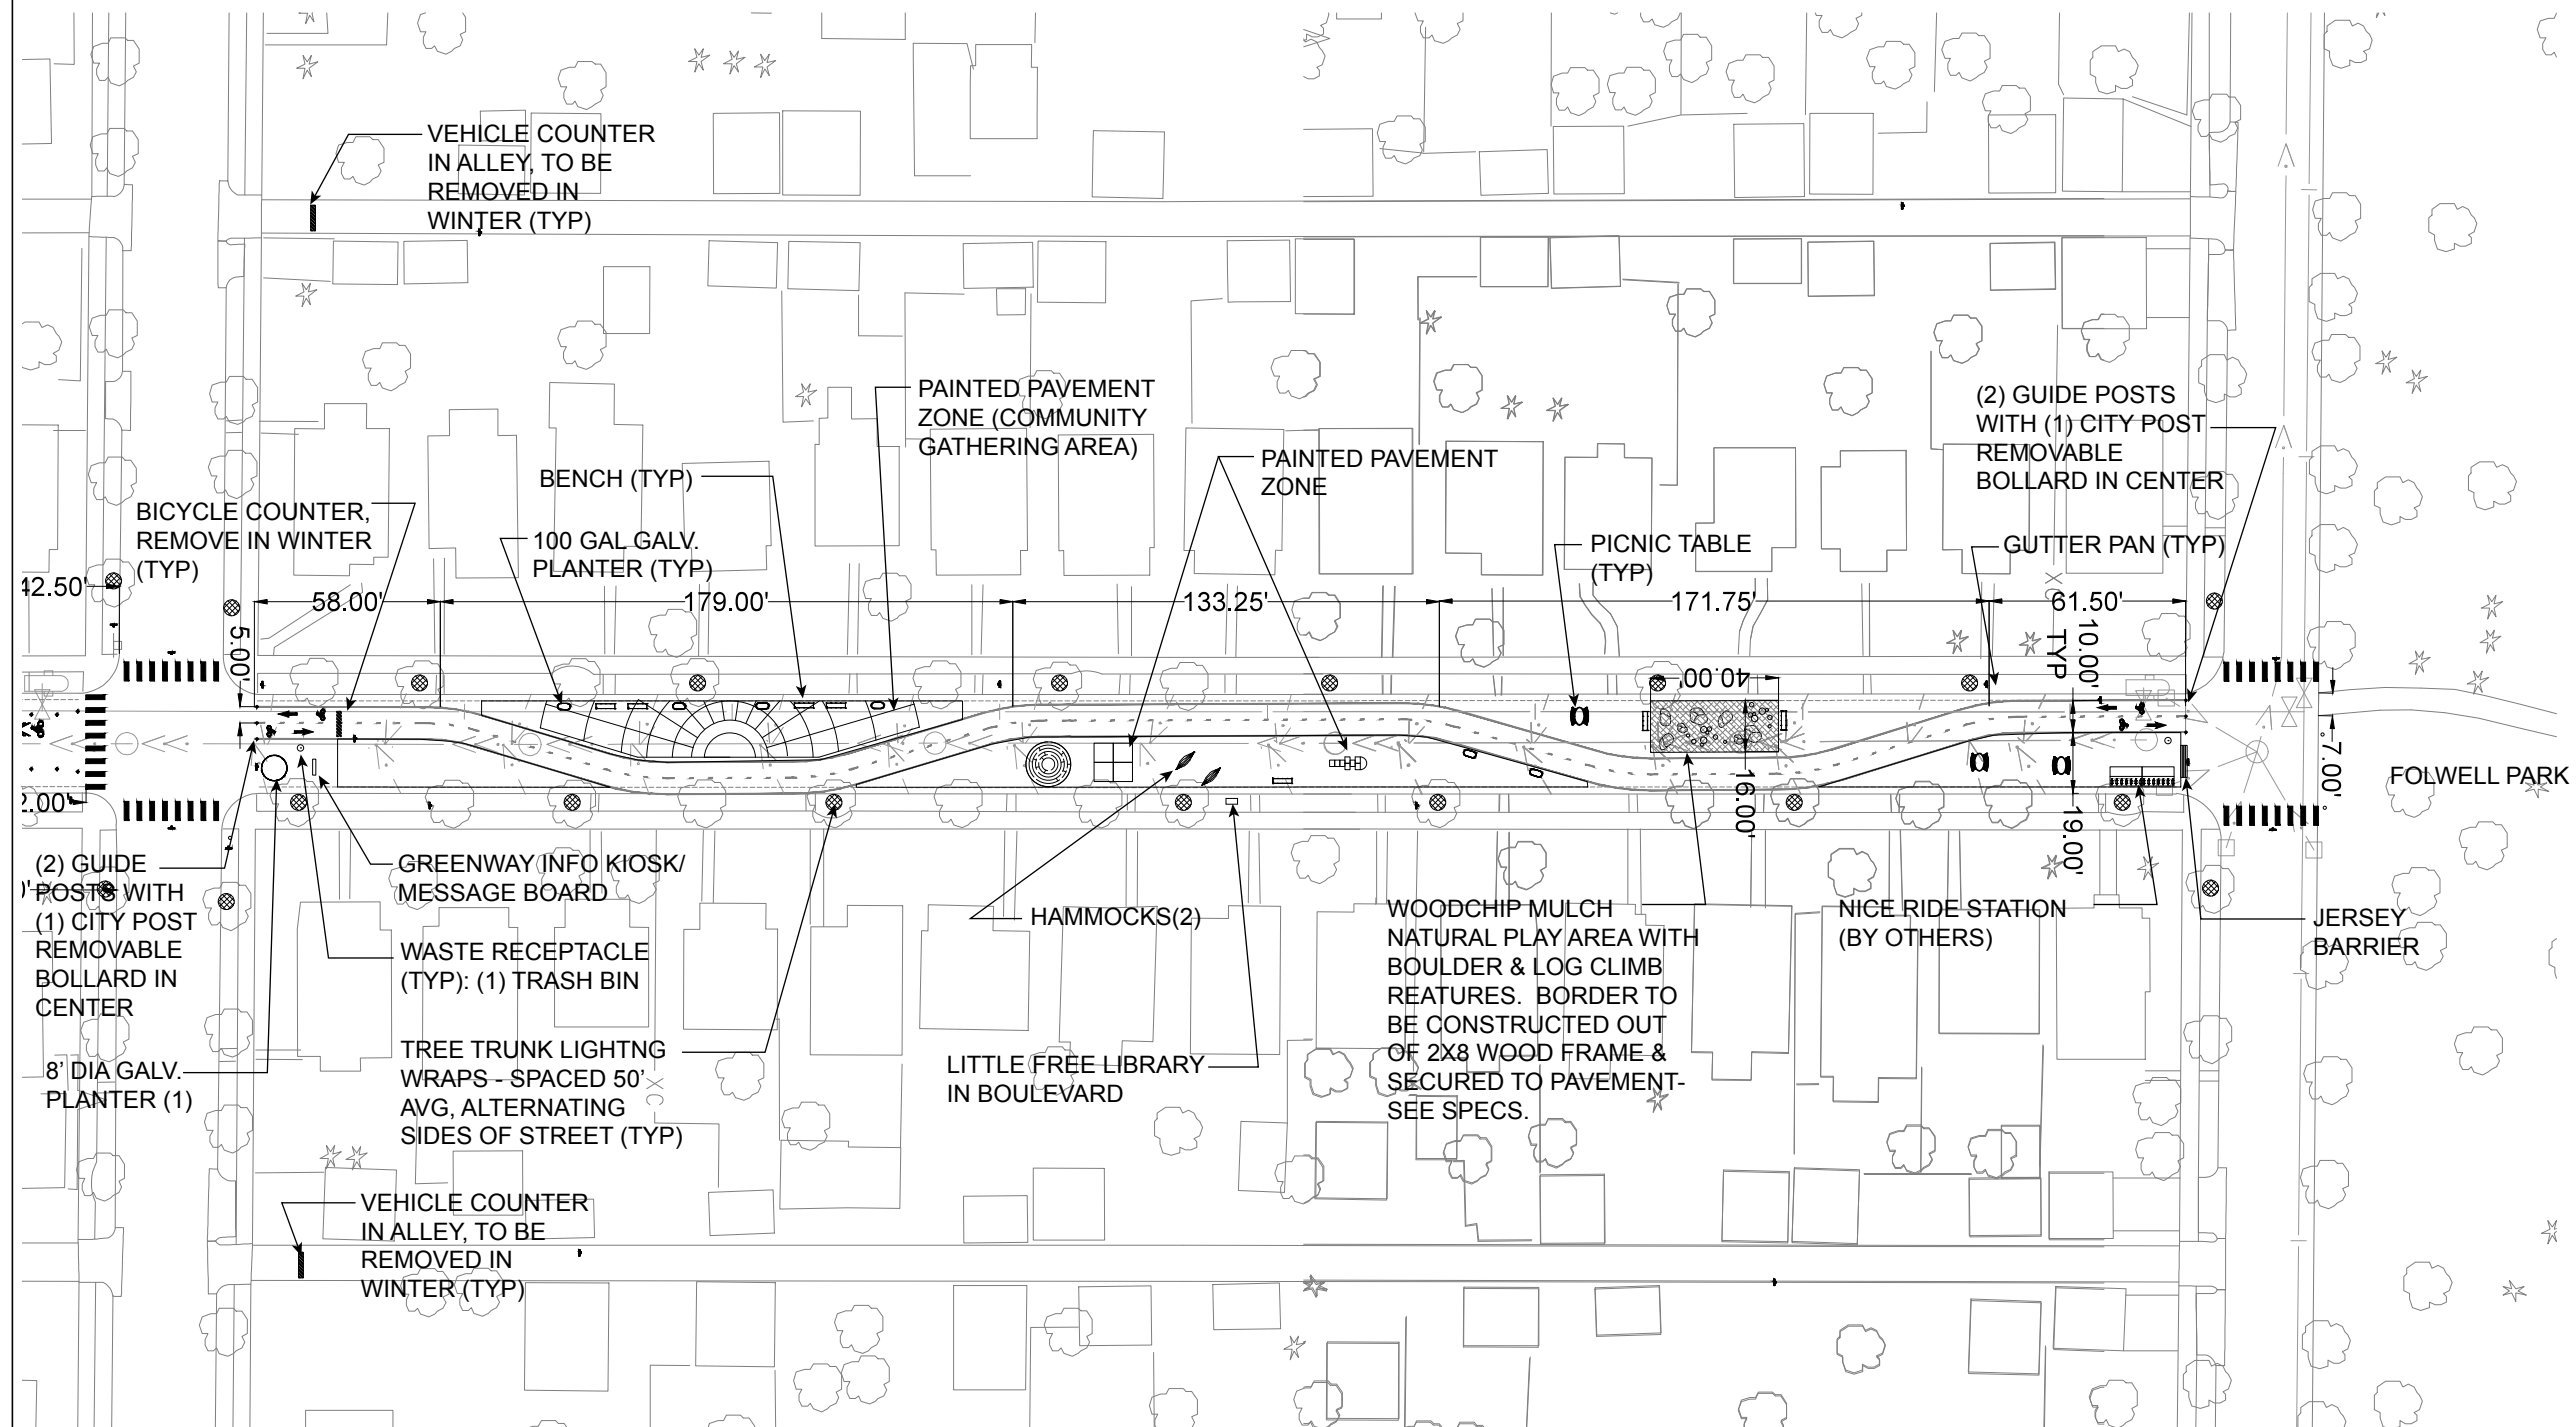 VEHICLE COUNTER
IN ALLEY, TO BE
REMOVED IN
WINTER (TYP)
PAINTED PAVEMENT
ZONE (COMMUNITY
GATHERING AREA)
(2) GUIDE POSTS
WITH (1) CITY POST
REMOVABLE
BOLLARD IN CENTER
BENCH (TYP)
PAINTED PAVEMENT
ZONE
BICYCLE COUNTER,
REMOVE IN WINTER
(TYP)
100 GAL GALV.
PLANTER (TYP)
PICNIC TABLE
(TYP)
GUTTER PAN (TYP)
42.50'
58.00'
179.00'
133.25'
171.75'
61.50'
5.00'
10.00'
TYP
40.00'
16.00'
19.00'
7.00'
2.00'
FOLWELL PARK
(2) GUIDE
POSTS WITH
(1) CITY POST
REMOVABLE
BOLLARD IN
CENTER
GREENWAY INFO KIOSK/
MESSAGE BOARD
WASTE RECEPTACLE
(TYP): (1) TRASH BIN
HAMMOCKS(2)
WOODCHIP MULCH
NATURAL PLAY AREA WITH
BOULDER & LOG CLIMB
REATURES. BORDER TO
BE CONSTRUCTED OUT
OF 2X8 WOOD FRAME &
SECURED TO PAVEMENT-
SEE SPECS.
NICE RIDE STATION
(BY OTHERS)
JERSEY
BARRIER
8' DIA GALV.
PLANTER (1)
TREE TRUNK LIGHTNG
WRAPS - SPACED 50'
AVG, ALTERNATING
SIDES OF STREET (TYP)
LITTLE FREE LIBRARY
IN BOULEVARD
VEHICLE COUNTER
IN ALLEY, TO BE
REMOVED IN
WINTER (TYP)